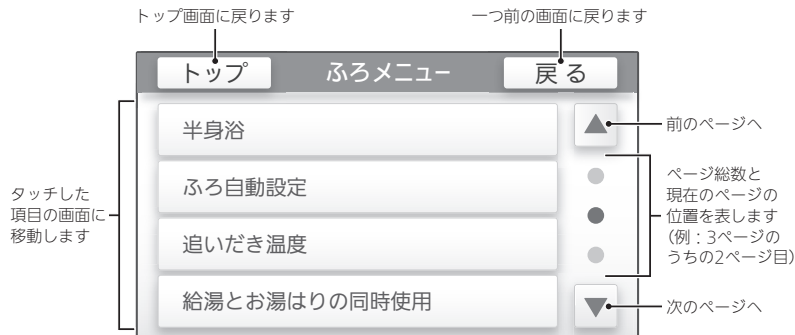 トップ画面に戻ります
一つ前の画面に戻ります
トップ
ふろメニュー
戻る
半身浴
ふろ自動設定
追いだき温度
給湯とお湯はりの同時使用
タッチした
項目の画面に
移動します
前のページへ
ページ総数と
現在のページの
位置を表します
(例:3ページの
うちの2ページ目)
次のページへ